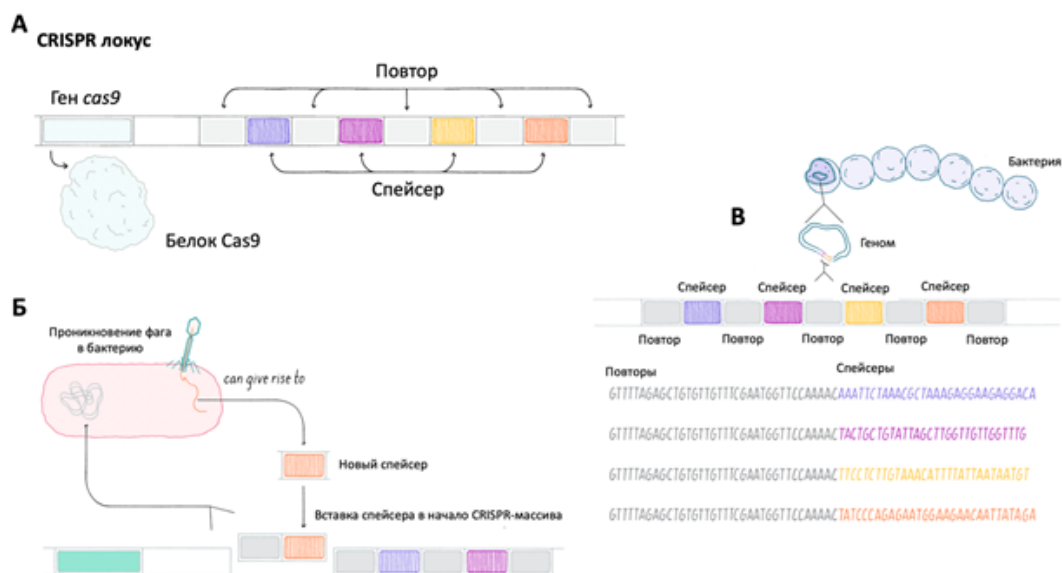 А
CRISPR локус
Повтор
Ген cas9
Спейсер
Белок Cas9
Б
Проникновение фага
в бактерию
can give rise to
Новый спейсер
Вставка спейсера в начало CRISPR-массива
В
Бактерия
Геном
Спейсер Спейсер Спейсер Спейсер
Повтор Повтор Повтор Повтор Повтор
Повторы Спейсеры
GTTTTAGAGCTGTGTTGTTTCGAATGGTTCCAAAACAAATTCTAAACGCTAAAGAGGAAGAGGACA
GTTTTAGAGCTGTGTTGTTTCGAATGGTTCCAAAACTACTGCTGTATTAGCTTGGTTGTTGGTTTG
GTTTTAGAGCTGTGTTGTTTCGAATGGTTCCAAAACTTCCTCTTGTAAACATTTTATTAATAATGT
GTTTTAGAGCTGTGTTGTTTCGAATGGTTCCAAAACTATCCCAGAGAATGGAAGAACAATTATAGA